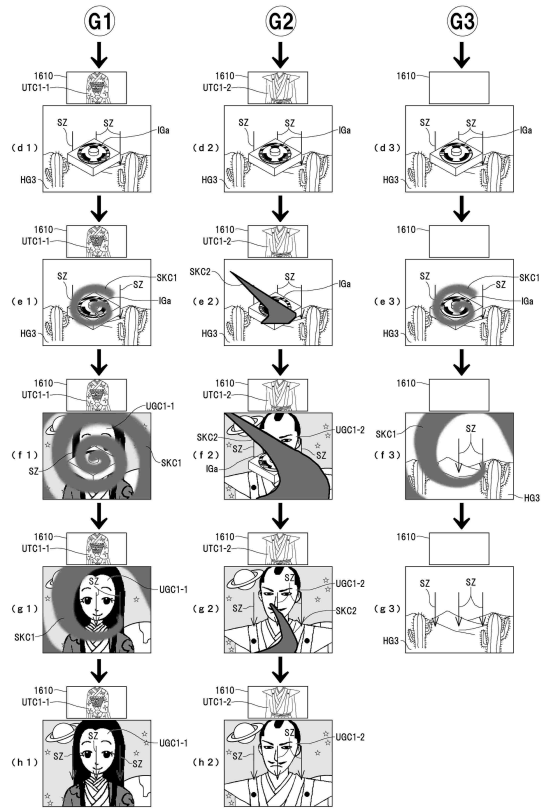 G1 G2 G3
1610 1610 1610
UTC1-1 UTC1-2
SZ SZ IGa SZ SZ IGa SZ SZ IGa
(d1) (d2) (d3)
HG3 HG3 HG3
1610 1610 1610
UTC1-1 UTC1-2
SZ SKC1 SZ IGa SKC2 IGa SZ SKC1 SZ IGa
(e1) (e2) (e3)
HG3 HG3 HG3
1610 1610 1610
UTC1-1 UTC1-2
UGC1-1 UGC1-2 SKC1 SZ
(f1) SZ SKC1 (f2) SKC2 SZ IGa (f3)
HG3
1610 1610 1610
UTC1-1 UTC1-2
SZ UGC1-1 SZ UGC1-2 SZ SZ
(g1) SKC1 (g2) SZ SKC2 (g3)
HG3
1610 1610
UTC1-1 UTC1-2
SZ UGC1-1 SZ UGC1-2
(h1) SZ SZ (h2) SZ